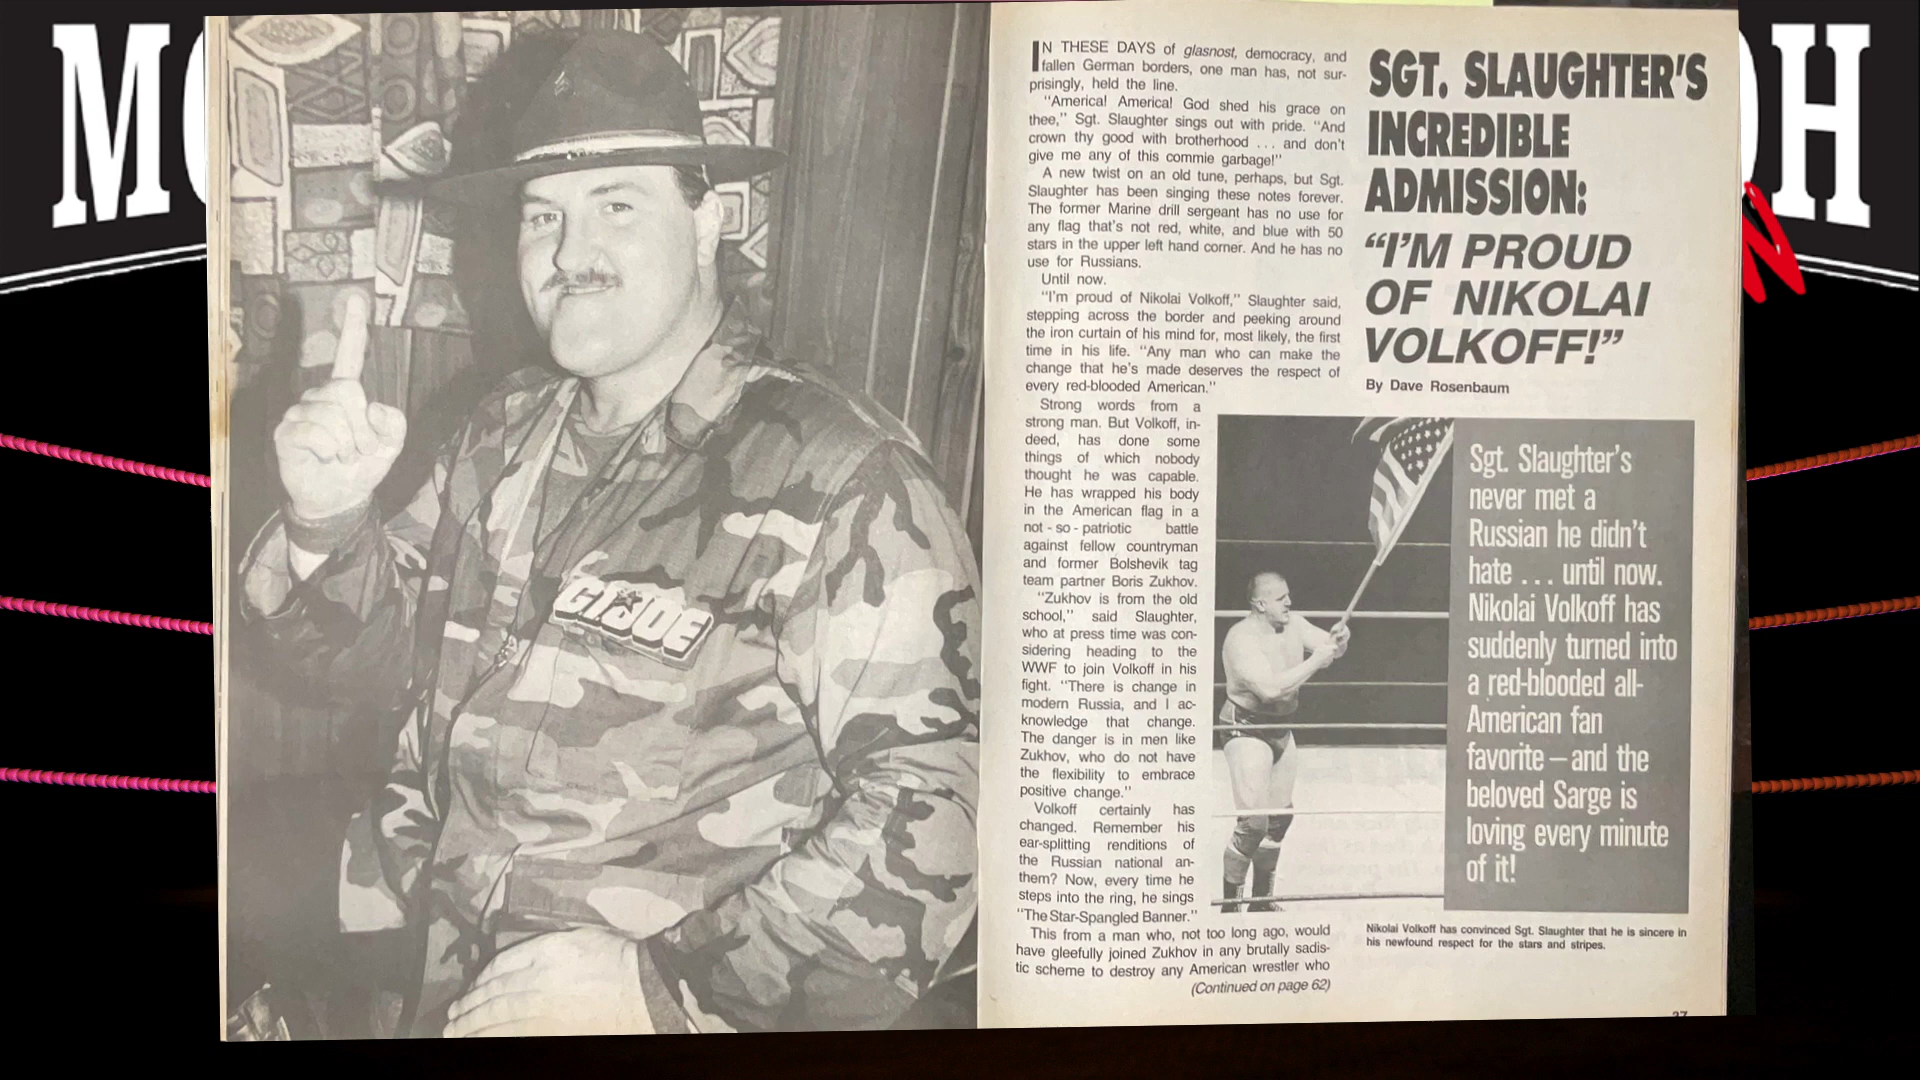 MO
OH
N
GI JOE
IN THESE DAYS of glasnost, democracy, and
fallen German borders, one man has, not sur-
prisingly, held the line.
"America! America! God shed his grace on
thee," Sgt. Slaughter sings out with pride. "And
crown thy good with brotherhood . . . and don't
give me any of this commie garbage!"
A new twist on an old tune, perhaps, but Sgt.
Slaughter has been singing these notes forever.
The former Marine drill sergeant has no use for
any flag that's not red, white, and blue with 50
stars in the upper left hand corner. And he has no
use for Russians.
Until now.
"I'm proud of Nikolai Volkoff," Slaughter said,
stepping across the border and peeking around
the iron curtain of his mind for, most likely, the first
time in his life. "Any man who can make the
change that he's made deserves the respect of
every red-blooded American."
Strong words from a
strong man. But Volkoff, in-
deed, has done some
things of which nobody
thought he was capable.
He has wrapped his body
in the American flag in a
not - so - patriotic battle
against fellow countryman
and former Bolshevik tag
team partner Boris Zukhov.
"Zukhov is from the old
school," said Slaughter,
who at press time was con-
sidering heading to the
WWF to join Volkoff in his
fight. "There is change in
modern Russia, and I ac-
knowledge that change.
The danger is in men like
Zukhov, who do not have
the flexibility to embrace
positive change."
Volkoff certainly has
changed. Remember his
ear-splitting renditions of
the Russian national an-
them? Now, every time he
steps into the ring, he sings
"The Star-Spangled Banner."
This from a man who, not too long ago, would
have gleefully joined Zukhov in any brutally sadis-
tic scheme to destroy any American wrestler who
(Continued on page 62)
SGT. SLAUGHTER'S
INCREDIBLE
ADMISSION:
"I'M PROUD
OF NIKOLAI
VOLKOFF!"
By Dave Rosenbaum
Sgt. Slaughter's
never met a
Russian he didn't
hate . . . until now.
Nikolai Volkoff has
suddenly turned into
a red-blooded all-
American fan
favorite — and the
beloved Sarge is
loving every minute
of it!
Nikolai Volkoff has convinced Sgt. Slaughter that he is sincere in
his newfound respect for the stars and stripes.